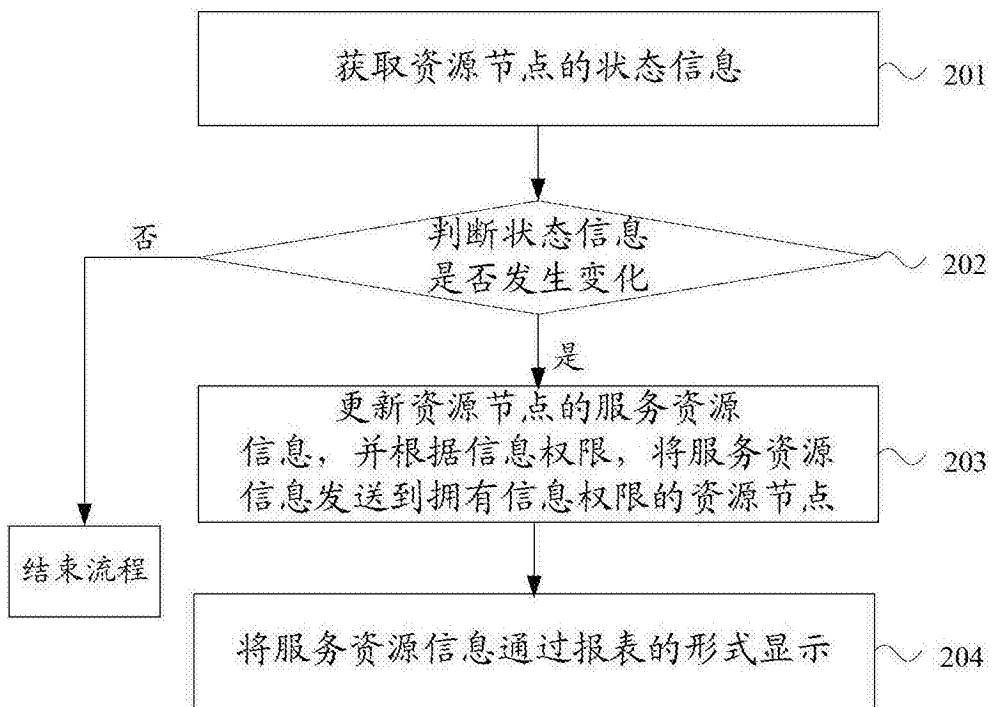 获取资源节点的状态信息
201
判断状态信息
是否发生变化
202
否
是
更新资源节点的服务资源
信息，并根据信息权限，将服务资源
信息发送到拥有信息权限的资源节点
203
结束流程
将服务资源信息通过报表的形式显示
204